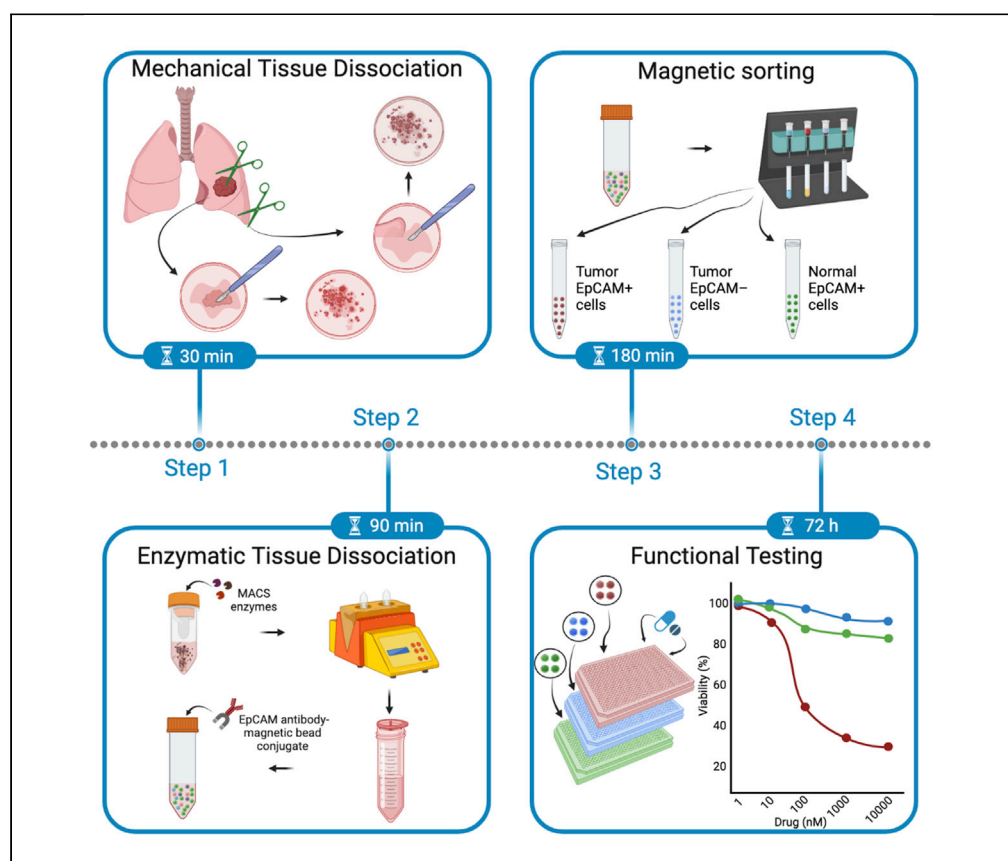 Mechanical Tissue Dissociation
30 min
Step 1
Magnetic sorting
Tumor
EpCAM+
cells
Tumor
EpCAM–
cells
Normal
EpCAM+
cells
180 min
Step 3
Step 2
90 min
Enzymatic Tissue Dissociation
MACS
enzymes
EpCAM antibody-
magnetic bead
conjugate
Step 4
72 h
Functional Testing
Viability (%)
100
80
60
40
20
1
10
100
1000
10000
Drug (nM)